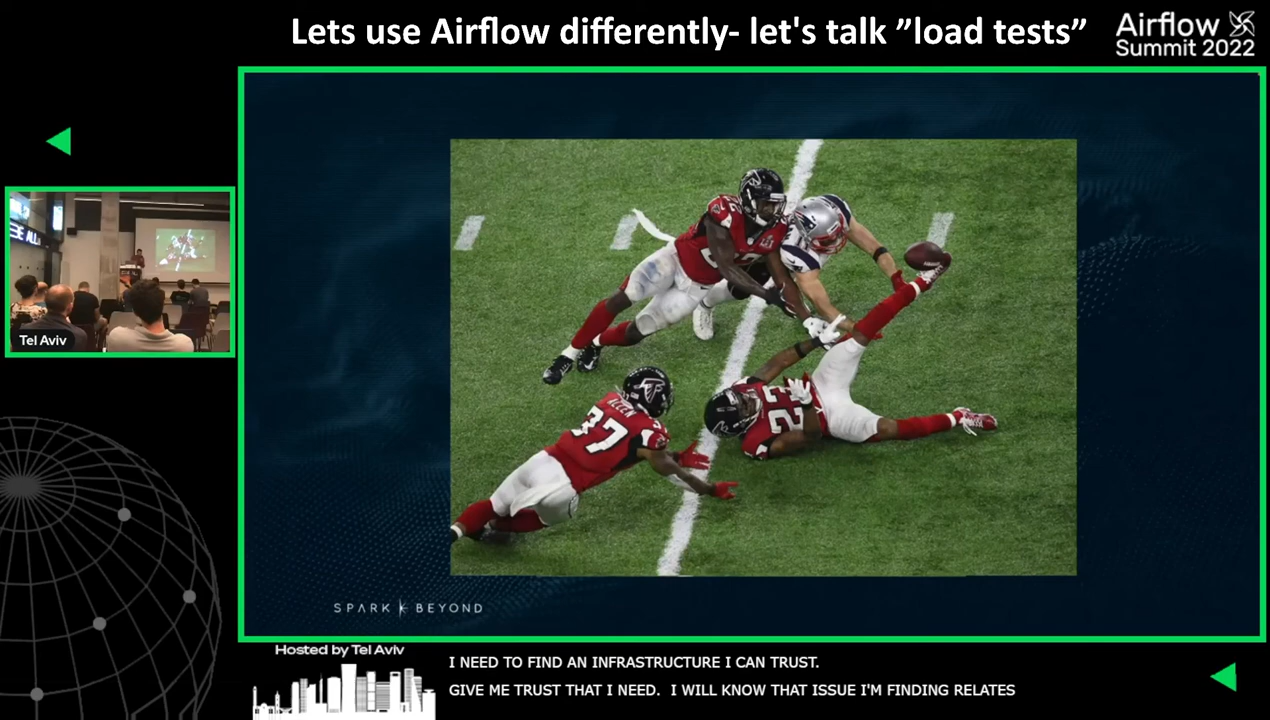 Lets use Airflow differently- let's talk ”load tests”
Airflow
Summit 2022
Tel Aviv
ALLEN
37
23
SPARK BEYOND
Hosted by Tel Aviv
I NEED TO FIND AN INFRASTRUCTURE I CAN TRUST.
GIVE ME TRUST THAT I NEED.  I WILL KNOW THAT ISSUE I'M FINDING RELATES